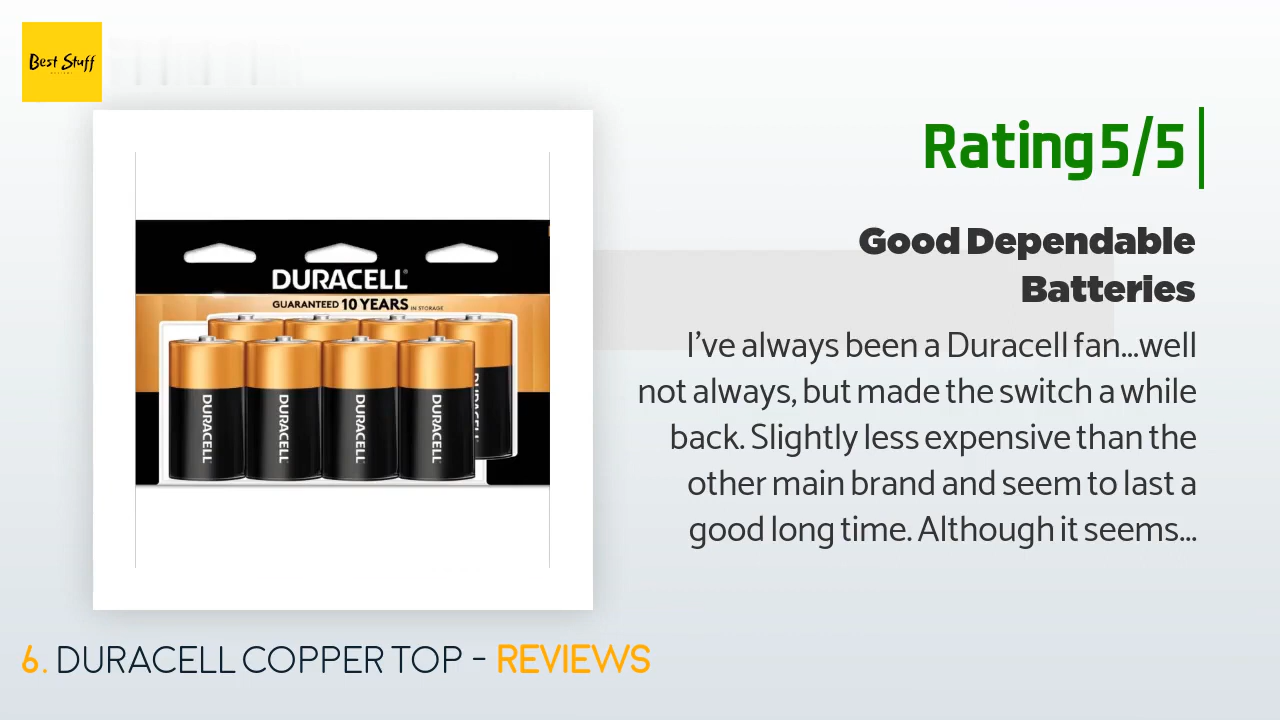 Best Stuff
Rating 5/5
Good Dependable
Batteries
I've always been a Duracell fan...well
not always, but made the switch a while
back. Slightly less expensive than the
other main brand and seem to last a
good long time. Although it seems...
DURACELL®
GUARANTEED 10 YEARS IN STORAGE
DURACELL
DURACELL
DURACELL
DURACELL
DURACELL
6. DURACELL COPPER TOP - REVIEWS